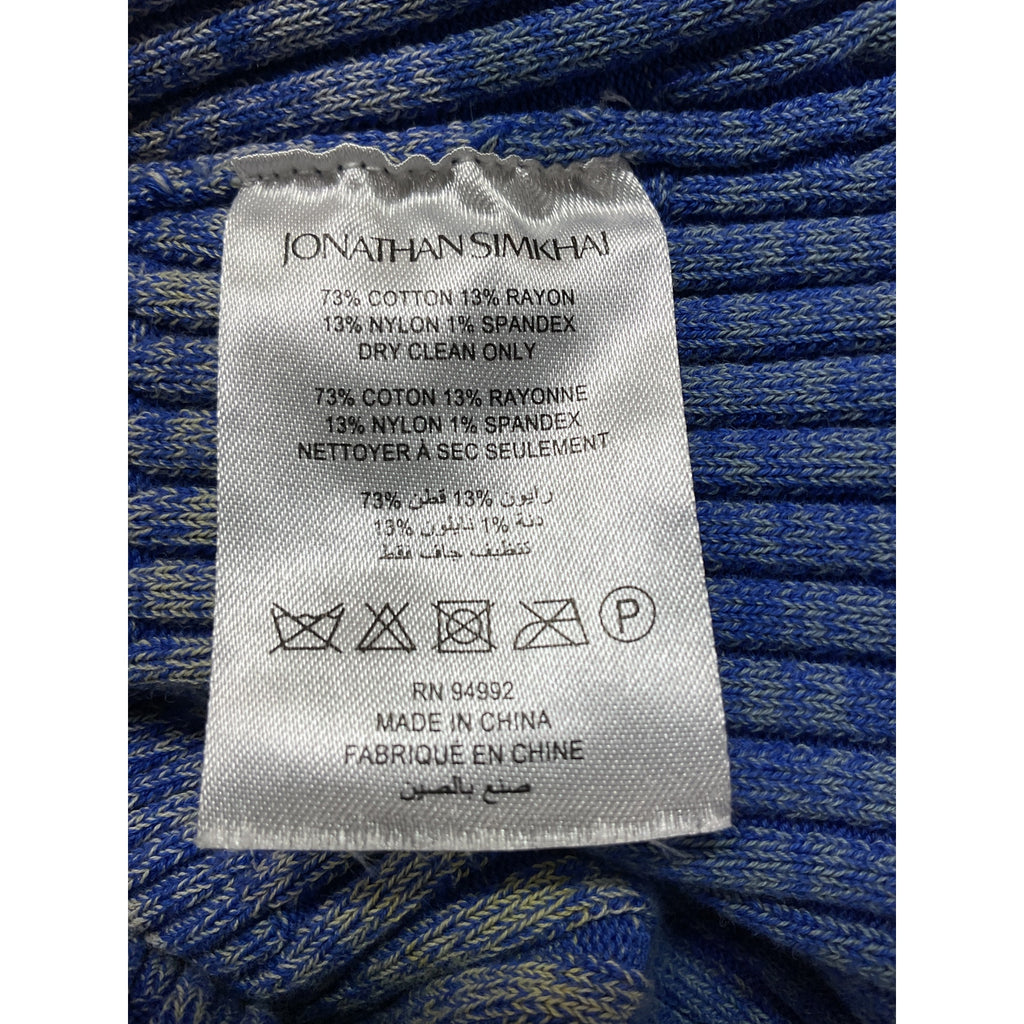 JONATHAN SIMKHAI
73% COTTON 13% RAYON
13% NYLON 1% SPANDEX
DRY CLEAN ONLY
73% COTON 13% RAYONNE
13% NYLON 1% SPANDEX
NETTOYER À SEC SEULEMENT
73% قطن 13% رايون
13% نايلون 1% دنة
تنظيف جاف فقط
P
RN 94992
MADE IN CHINA
FABRIQUÉ EN CHINE
صنع بالصين